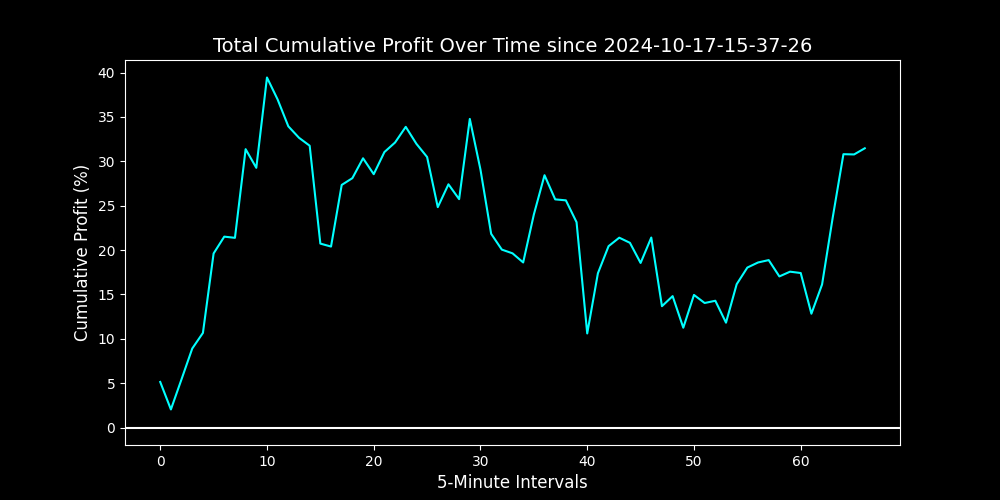 Total Cumulative Profit Over Time since 2024-10-17-15-37-26
Cumulative Profit (%)
40
35
30
25
20
15
10
5
0
0 10 20 30 40 50 60
5-Minute Intervals